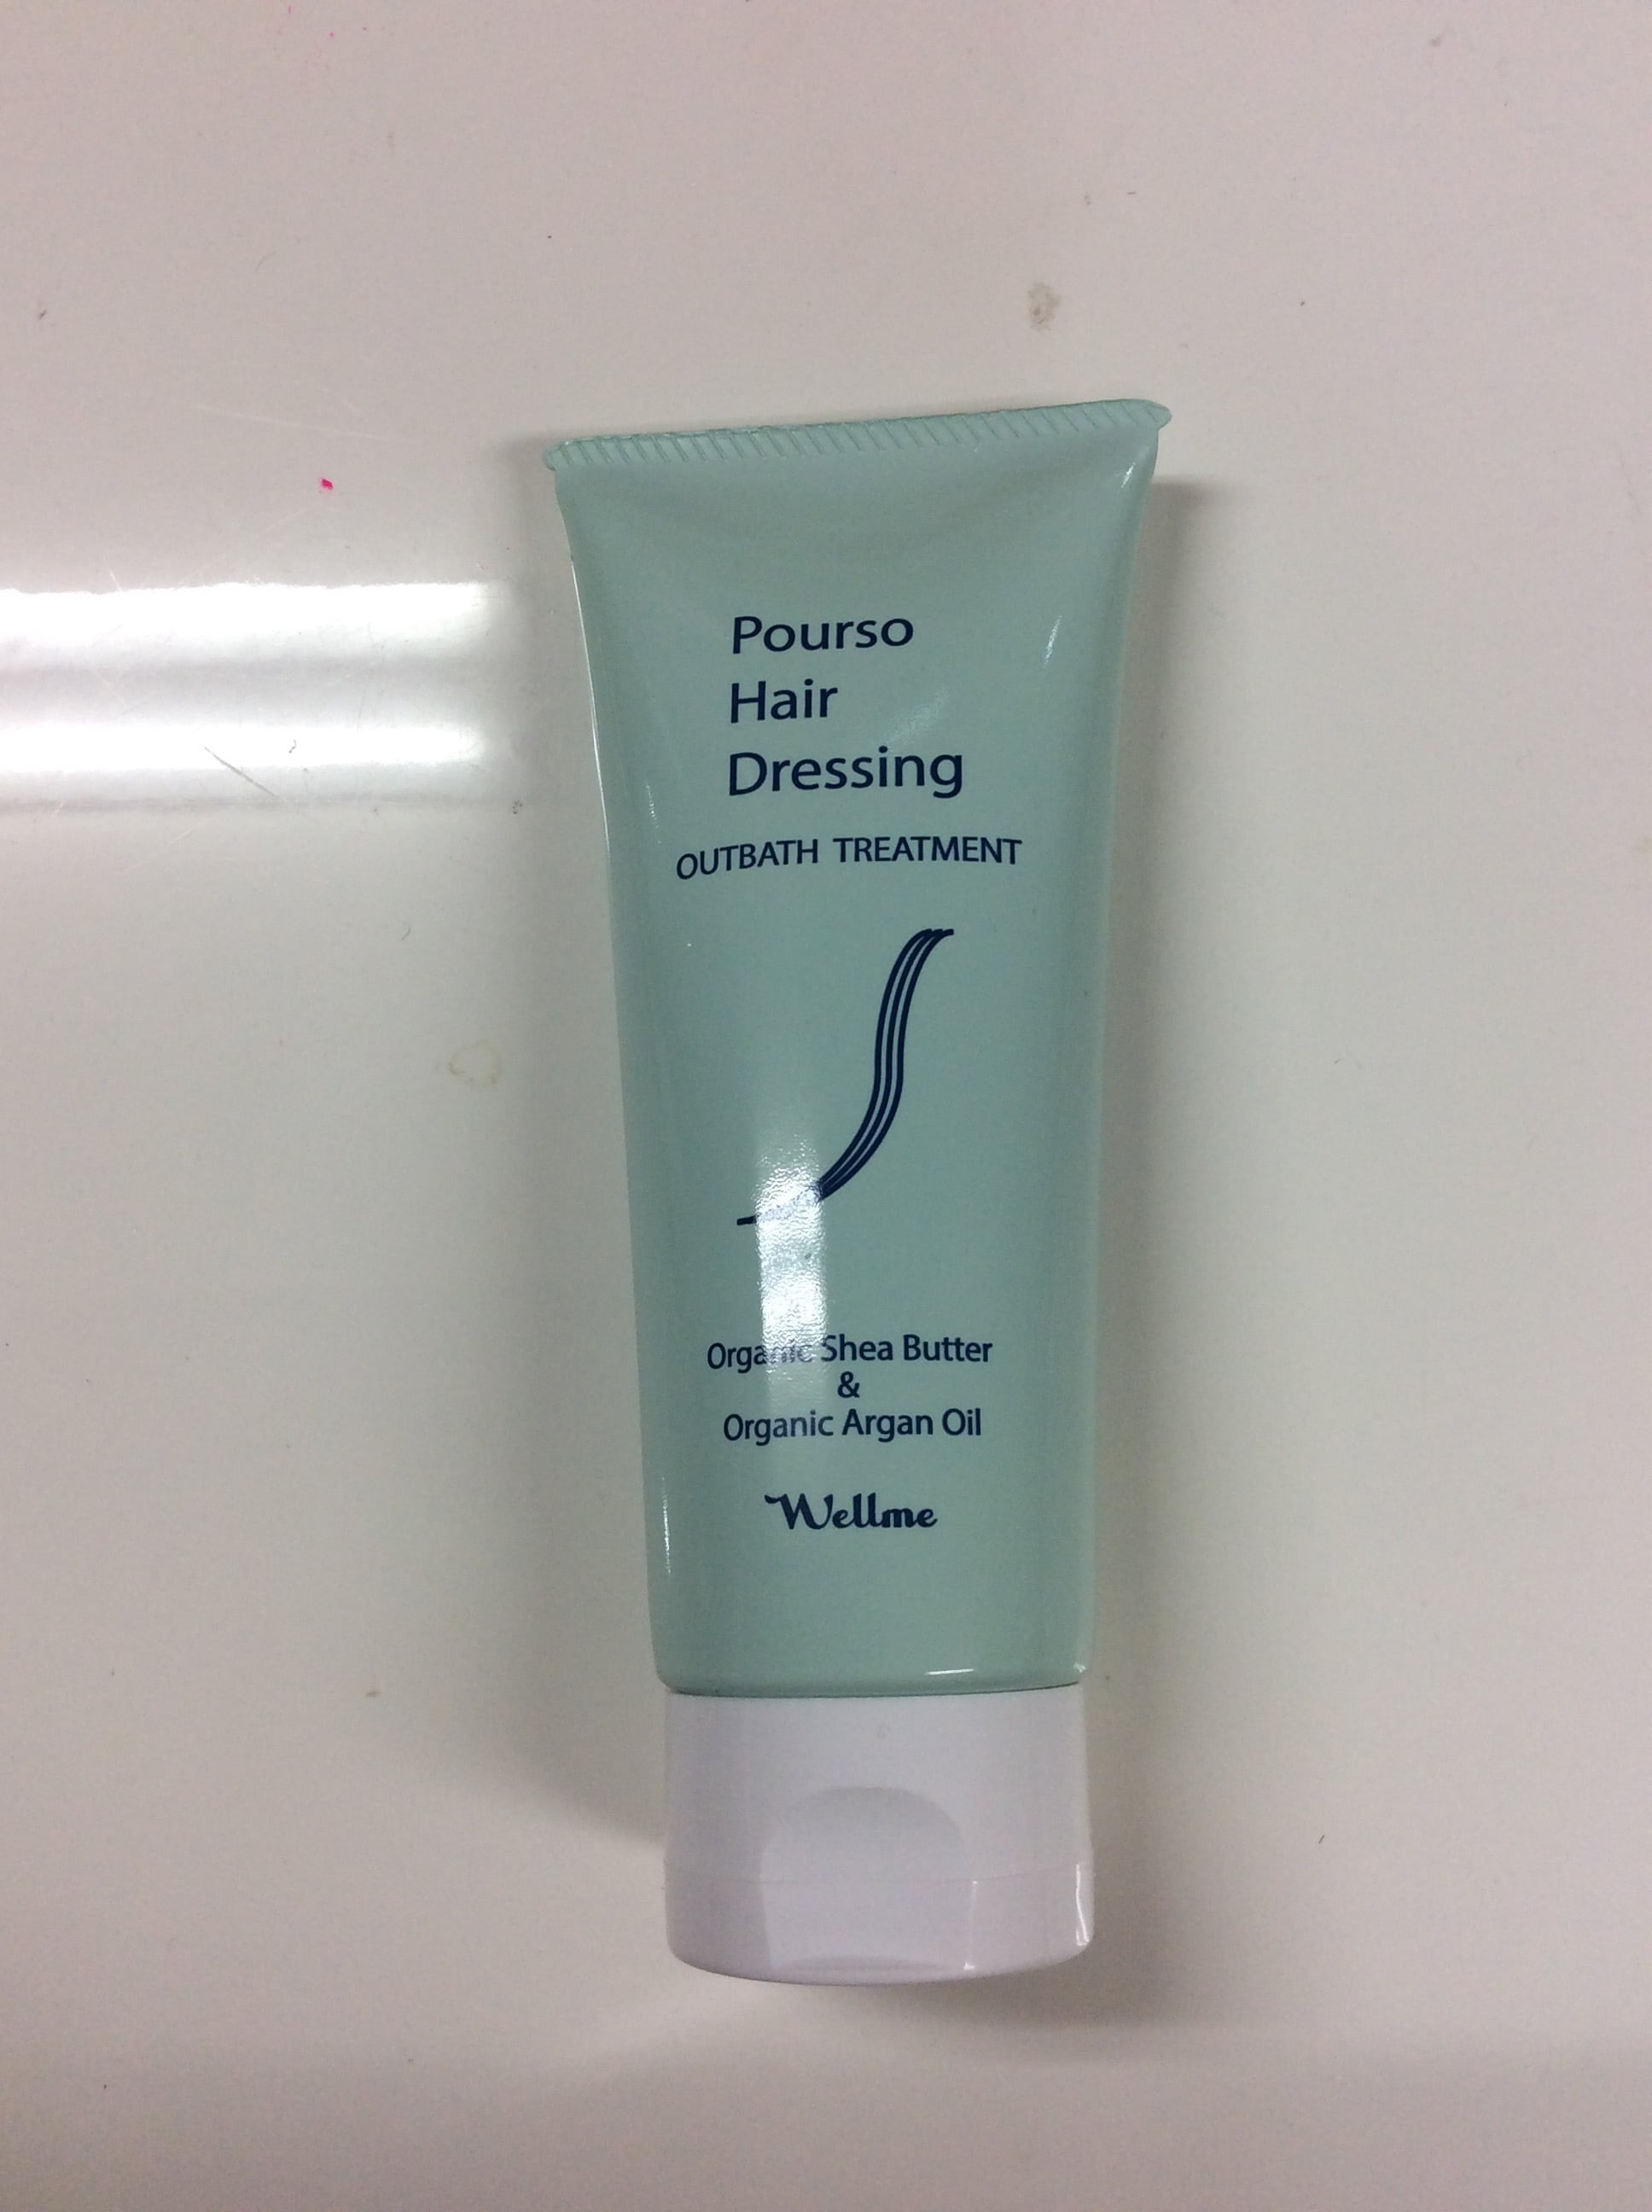 Pourso
Hair
Dressing
OUTBATH TREATMENT
Organic Shea Butter
&
Organic Argan Oil
Wellme